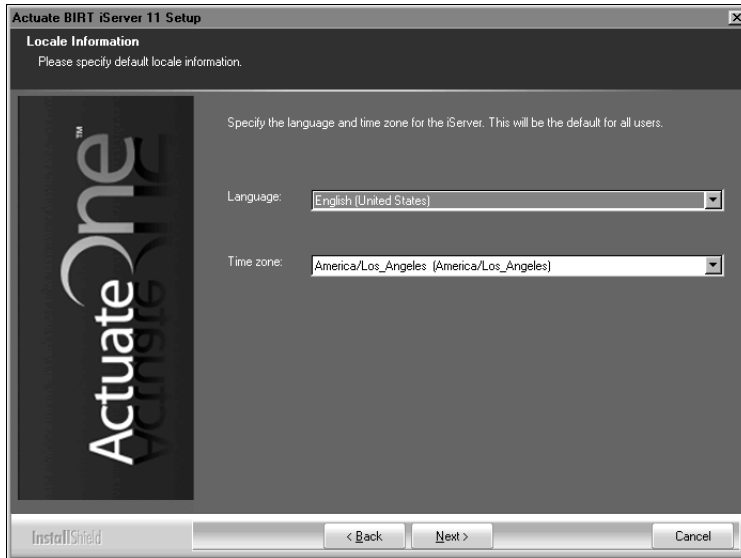 Actuate BIRT iServer 11 Setup
Locale Information
Please specify default locale information.
ActuateOne™
Specify the language and time zone for the iServer. This will be the default for all users.
Language:
English (United States)
Time zone:
America/Los_Angeles (America/Los_Angeles)
InstallShield
< Back
Next >
Cancel